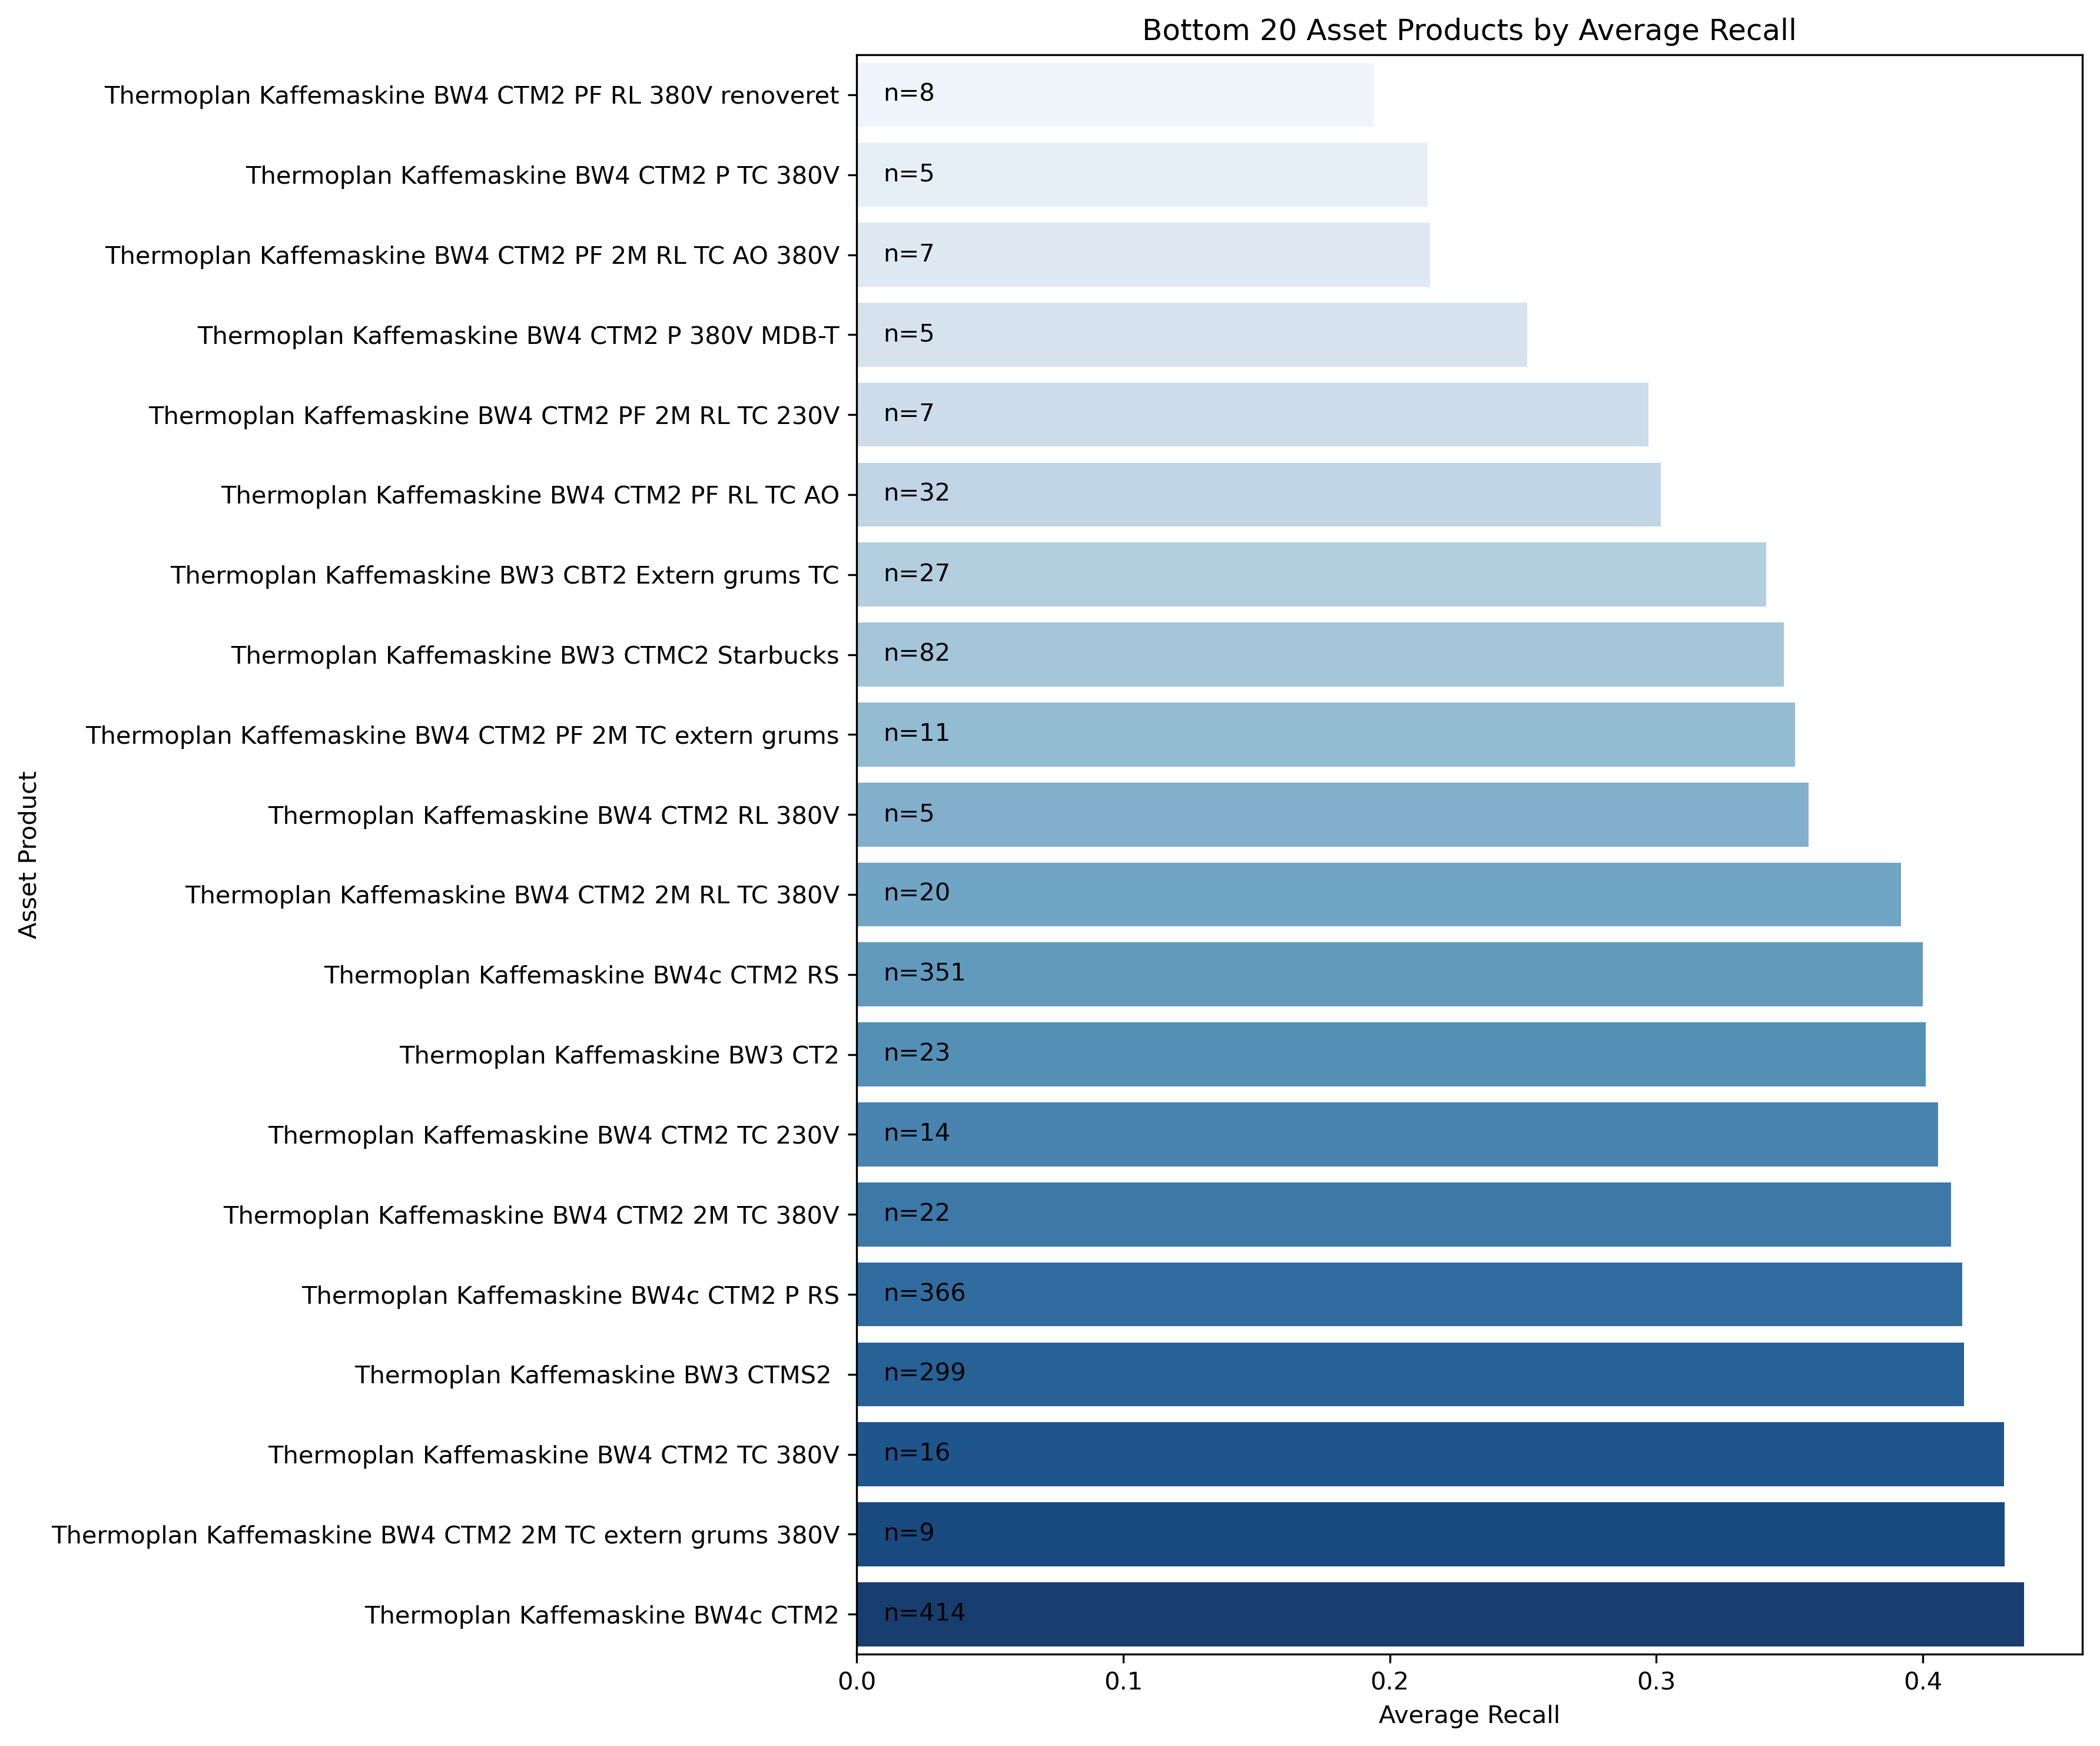 Bottom 20 Asset Products by Average Recall
Thermoplan Kaffemaskine BW4 CTM2 PF RL 380V renoveret n=8
Thermoplan Kaffemaskine BW4 CTM2 P TC 380V n=5
Thermoplan Kaffemaskine BW4 CTM2 PF 2M RL TC AO 380V n=7
Thermoplan Kaffemaskine BW4 CTM2 P 380V MDB-T n=5
Thermoplan Kaffemaskine BW4 CTM2 PF 2M RL TC 230V n=7
Thermoplan Kaffemaskine BW4 CTM2 PF RL TC AO n=32
Thermoplan Kaffemaskine BW3 CBT2 Extern grums TC n=27
Thermoplan Kaffemaskine BW3 CTMC2 Starbucks n=82
Thermoplan Kaffemaskine BW4 CTM2 PF 2M TC extern grums n=11
Thermoplan Kaffemaskine BW4 CTM2 RL 380V n=5
Thermoplan Kaffemaskine BW4 CTM2 2M RL TC 380V n=20
Thermoplan Kaffemaskine BW4c CTM2 RS n=351
Thermoplan Kaffemaskine BW3 CT2 n=23
Thermoplan Kaffemaskine BW4 CTM2 TC 230V n=14
Thermoplan Kaffemaskine BW4 CTM2 2M TC 380V n=22
Thermoplan Kaffemaskine BW4c CTM2 P RS n=366
Thermoplan Kaffemaskine BW3 CTMS2 n=299
Thermoplan Kaffemaskine BW4 CTM2 TC 380V n=16
Thermoplan Kaffemaskine BW4 CTM2 2M TC extern grums 380V n=9
Thermoplan Kaffemaskine BW4c CTM2 n=414
Asset Product
0.0 0.1 0.2 0.3 0.4
Average Recall